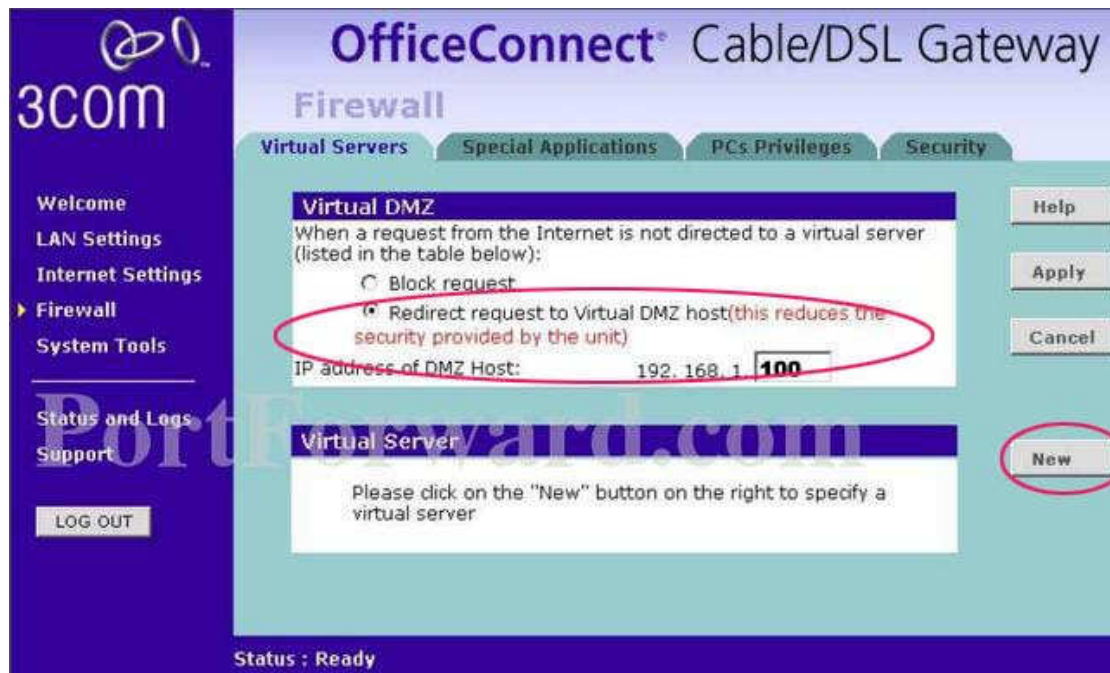 3COM
OfficeConnect® Cable/DSL Gateway
Firewall
Virtual Servers Special Applications PCs Privileges Security
Welcome
LAN Settings
Internet Settings
Firewall
System Tools
Status and Logs
Support
LOG OUT
Virtual DMZ
When a request from the Internet is not directed to a virtual server
(listed in the table below):
Block request
Redirect request to Virtual DMZ host(this reduces the
security provided by the unit)
IP address of DMZ Host: 192. 168. 1. 100
Virtual Server
Please click on the "New" button on the right to specify a
virtual server
Help
Apply
Cancel
New
PortForward.com
Status : Ready